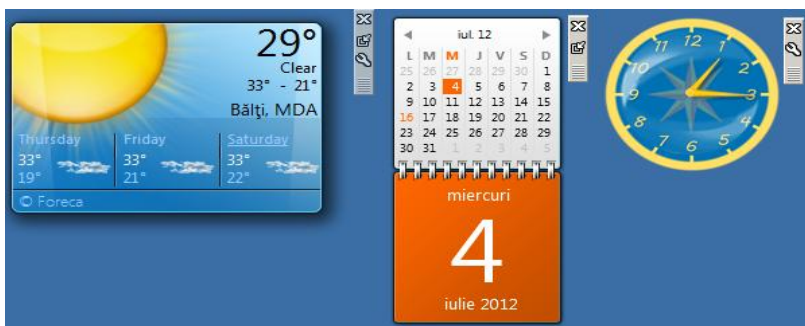 29°
Clear
33° - 21°
Bălţi, MDA
Thursday Friday Saturday
33° 33° 33°
19° 21° 22°
© Foreca
iul. 12
L M M J V S D
25 26 27 28 29 30 1
2 3 4 5 6 7 8
9 10 11 12 13 14 15
16 17 18 19 20 21 22
23 24 25 26 27 28 29
30 31 1 2 3 4 5
miercuri
4
iulie 2012
12
1
2
3
4
5
6
7
8
9
10
11